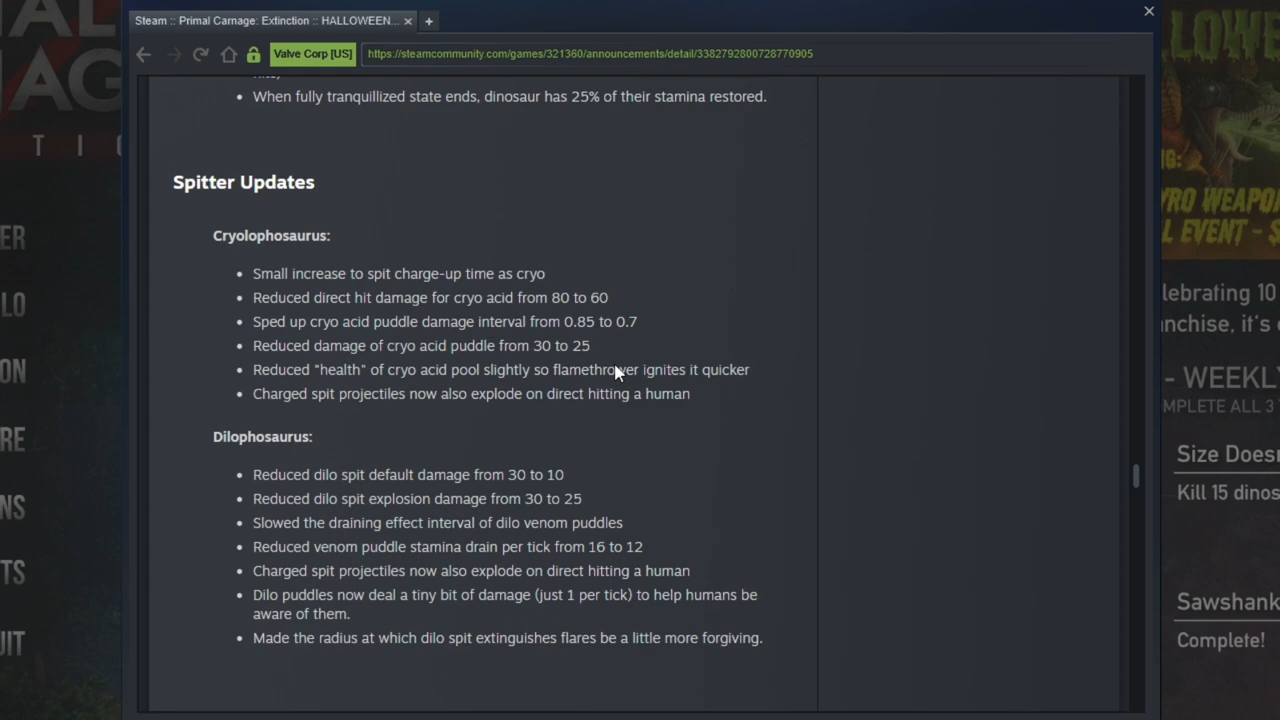 Steam :: Primal Carnage: Extinction :: HALLOWEEN...
Valve Corp [US]
https://steamcommunity.com/games/321360/announcements/detail/3382792800728770905
• When fully tranquillized state ends, dinosaur has 25% of their stamina restored.
Spitter Updates
Cryolophosaurus:
• Small increase to spit charge-up time as cryo
• Reduced direct hit damage for cryo acid from 80 to 60
• Sped up cryo acid puddle damage interval from 0.85 to 0.7
• Reduced damage of cryo acid puddle from 30 to 25
• Reduced "health" of cryo acid pool slightly so flamethrower ignites it quicker
• Charged spit projectiles now also explode on direct hitting a human
Dilophosaurus:
• Reduced dilo spit default damage from 30 to 10
• Reduced dilo spit explosion damage from 30 to 25
• Slowed the draining effect interval of dilo venom puddles
• Reduced venom puddle stamina drain per tick from 16 to 12
• Charged spit projectiles now also explode on direct hitting a human
• Dilo puddles now deal a tiny bit of damage (just 1 per tick) to help humans be
aware of them.
• Made the radius at which dilo spit extinguishes flares be a little more forgiving.
AL
AG
T I
ER
LO
ON
RE
NS
TS
UIT
LLOWE
NG:
YRO WEAPO
L EVENT - S
lebrating 10
nchise, it's
- WEEKLY
MPLETE ALL 3
Size Does
Kill 15 dinos
Sawshank
Complete!